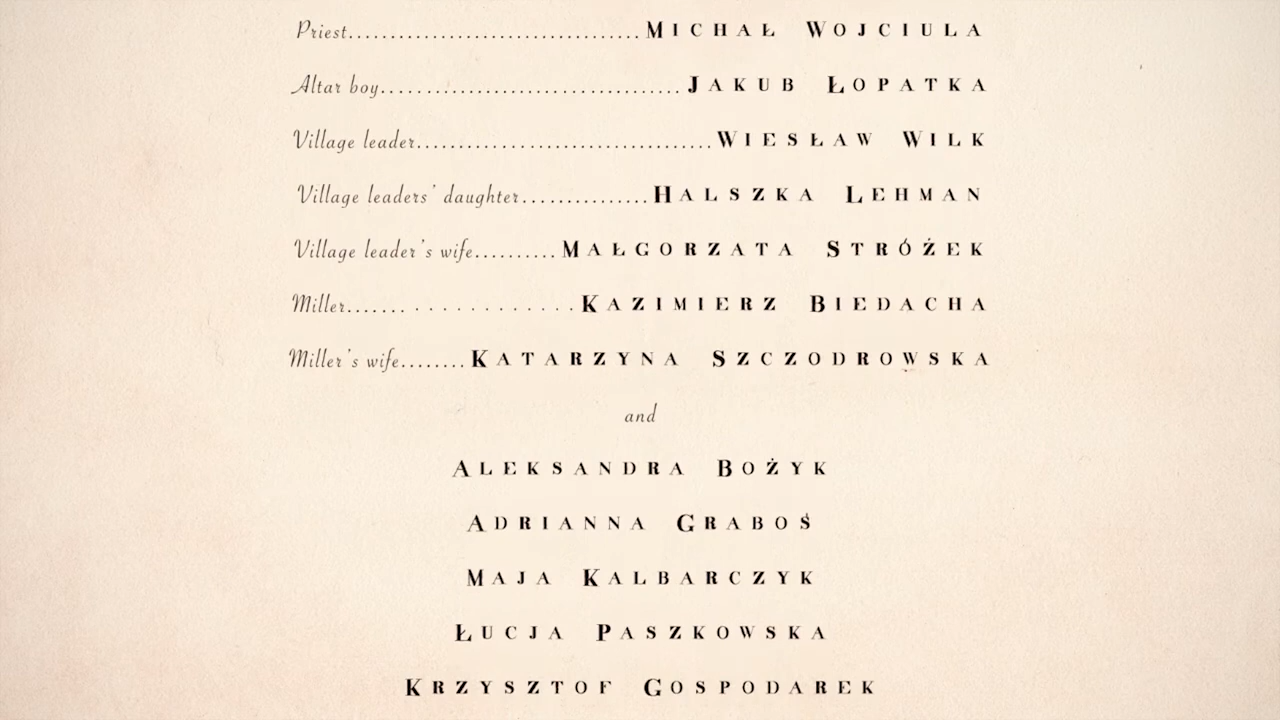 Priest.................................. MICHAŁ WOJCIULA
Altar boy.................................... JAKUB ŁOPATKA
Village leader................................... WIESŁAW WILK
Village leaders' daughter............... HALSZKA LEHMAN
Village leader's wife.......... MAŁGORZATA STRÓŻEK
Miller....... . . . . . . . . . . . . KAZIMIERZ BIEDACHA
Miller's wife........ KATARZYNA SZCZODROWSKA
and
ALEKSANDRA BOŻYK
ADRIANNA GRABOŚ
MAJA KALBARCZYK
ŁUCJA PASZKOWSKA
KRZYSZTOF GOSPODAREK